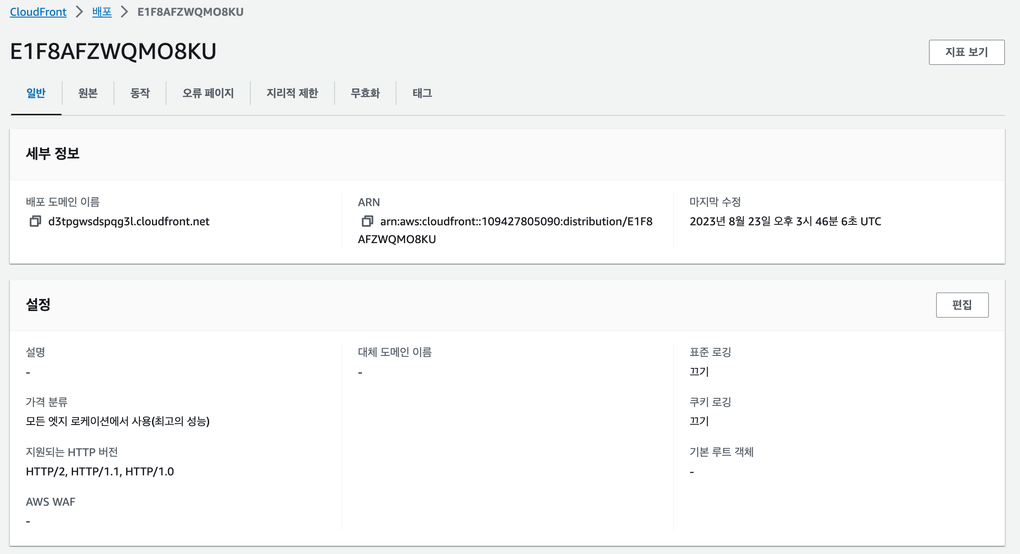 CloudFront > 배포 > E1F8AFZWQMO8KU
E1F8AFZWQMO8KU
지표 보기
일반 원본 동작 오류 페이지 지리적 제한 무효화 태그
세부 정보
배포 도메인 이름
d3tpgwsdspqg3l.cloudfront.net
ARN
arn:aws:cloudfront::109427805090:distribution/E1F8
AFZWQMO8KU
마지막 수정
2023년 8월 23일 오후 3시 46분 6초 UTC
설정
편집
설명
-
가격 분류
모든 엣지 로케이션에서 사용(최고의 성능)
지원되는 HTTP 버전
HTTP/2, HTTP/1.1, HTTP/1.0
AWS WAF
-
대체 도메인 이름
-
표준 로깅
끄기
쿠키 로깅
끄기
기본 루트 객체
-